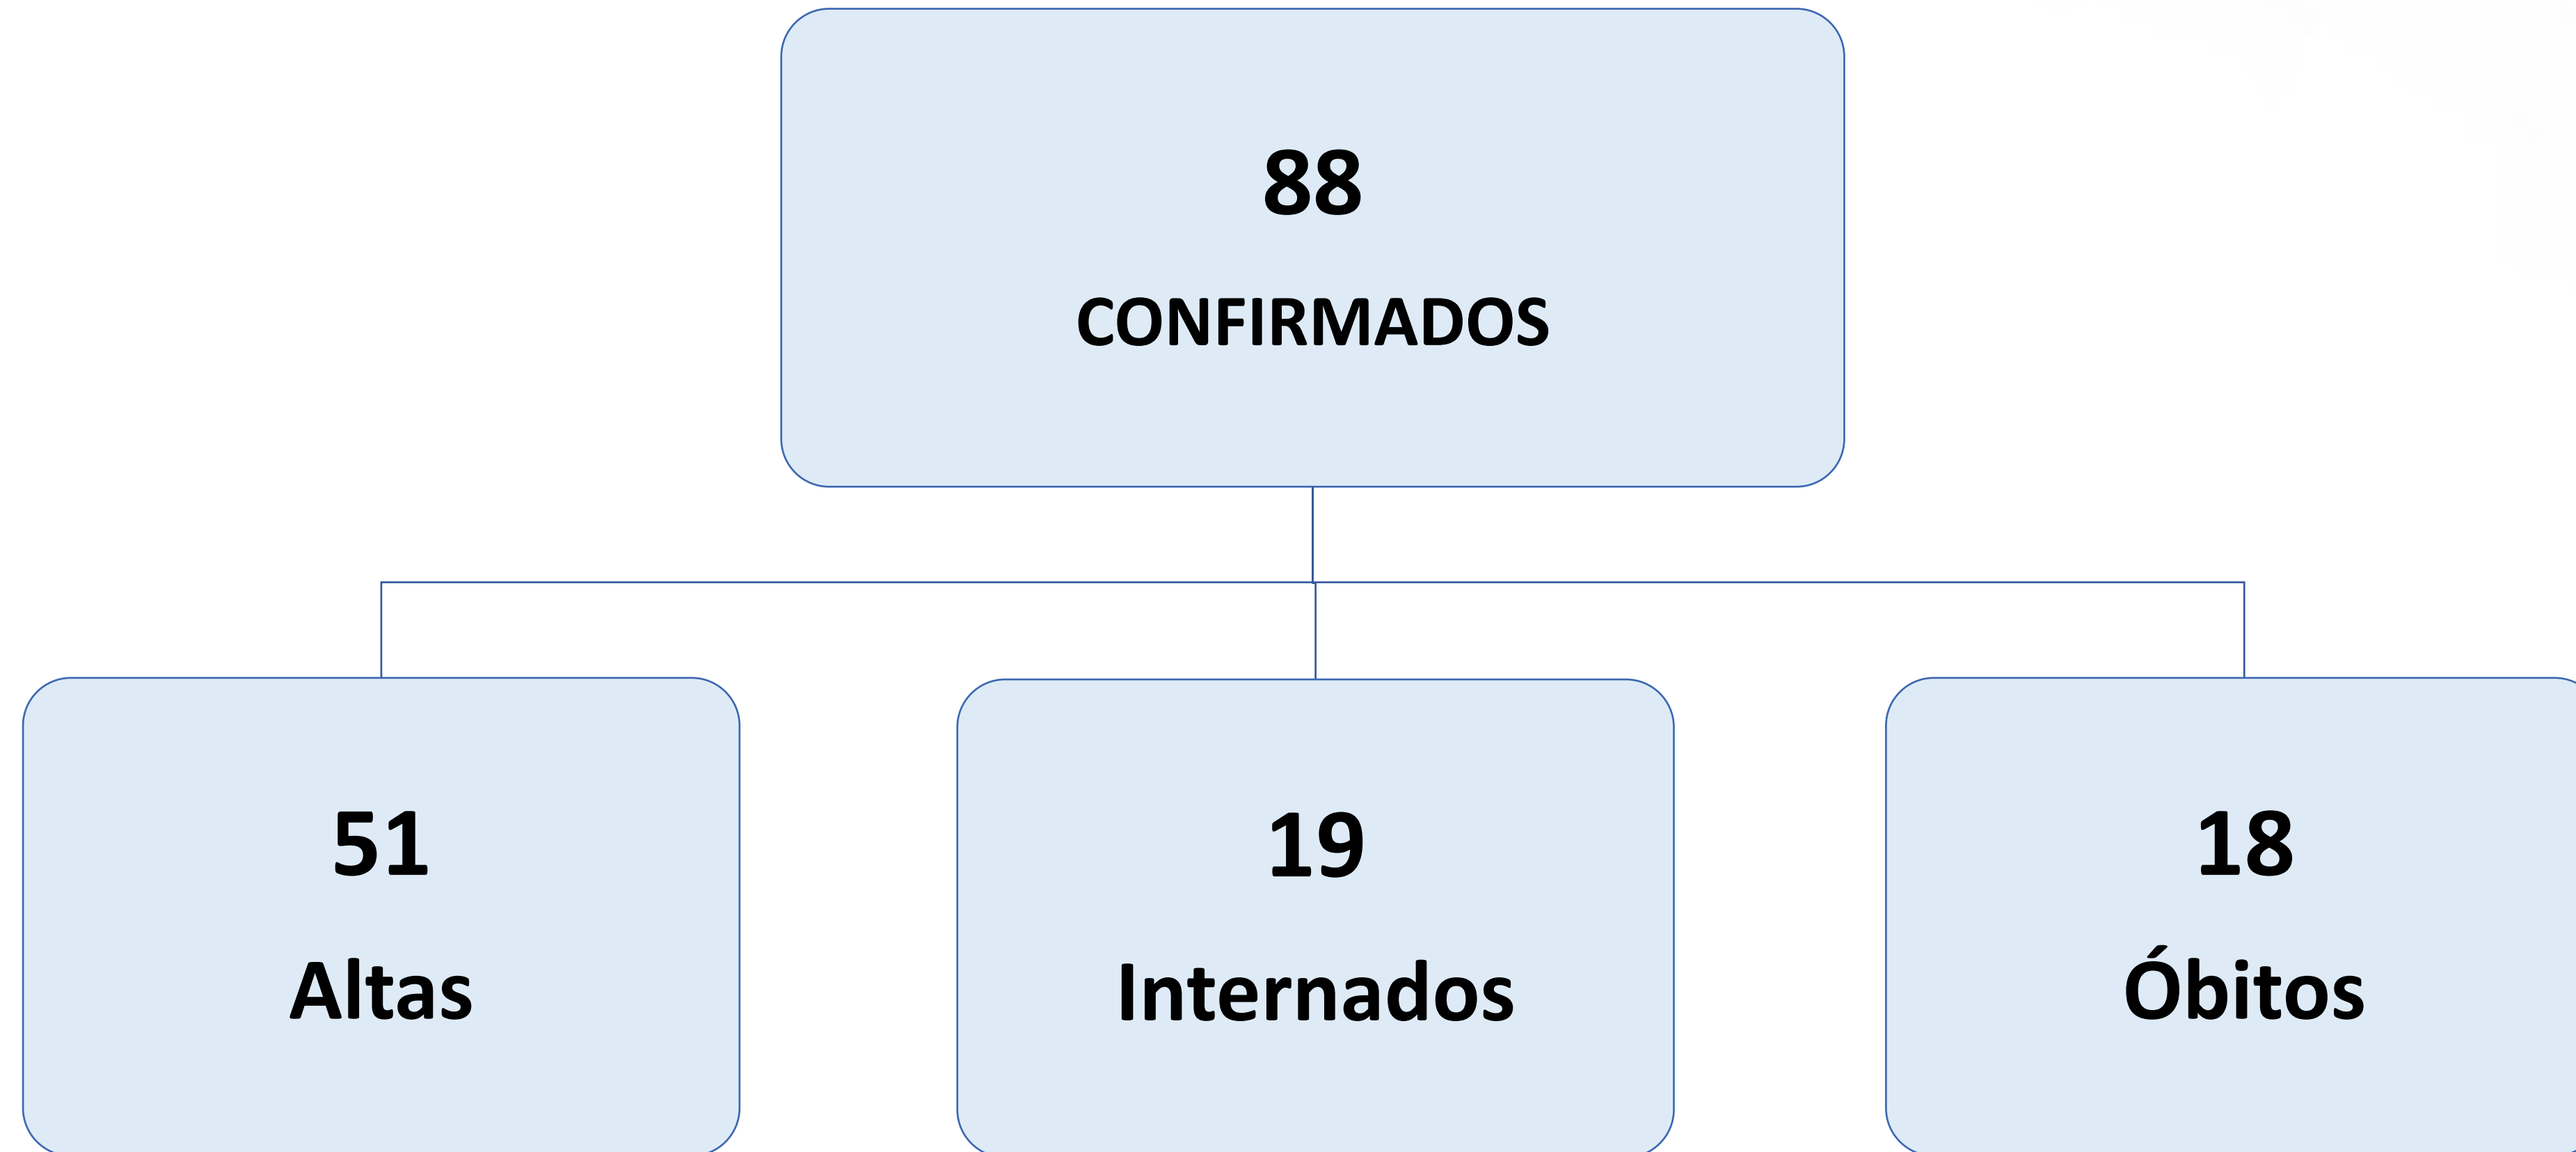 88
CONFIRMADOS
51
Altas
19
Internados
18
Óbitos